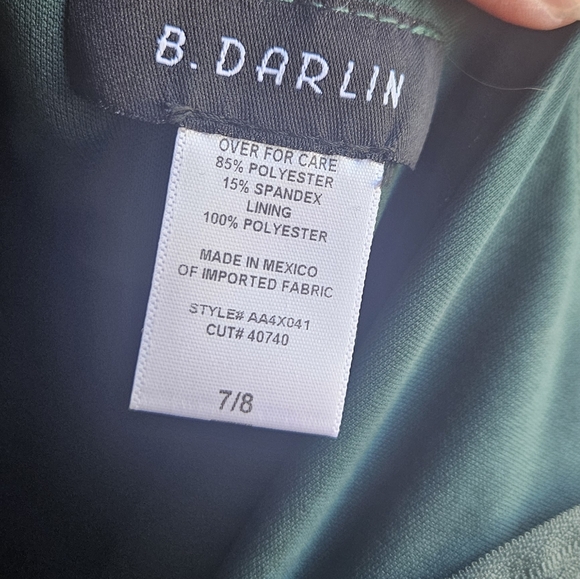 B. DARLIN
OVER FOR CARE
85% POLYESTER
15% SPANDEX
LINING
100% POLYESTER
MADE IN MEXICO
OF IMPORTED FABRIC
STYLE# AA4X041
CUT# 40740
7/8